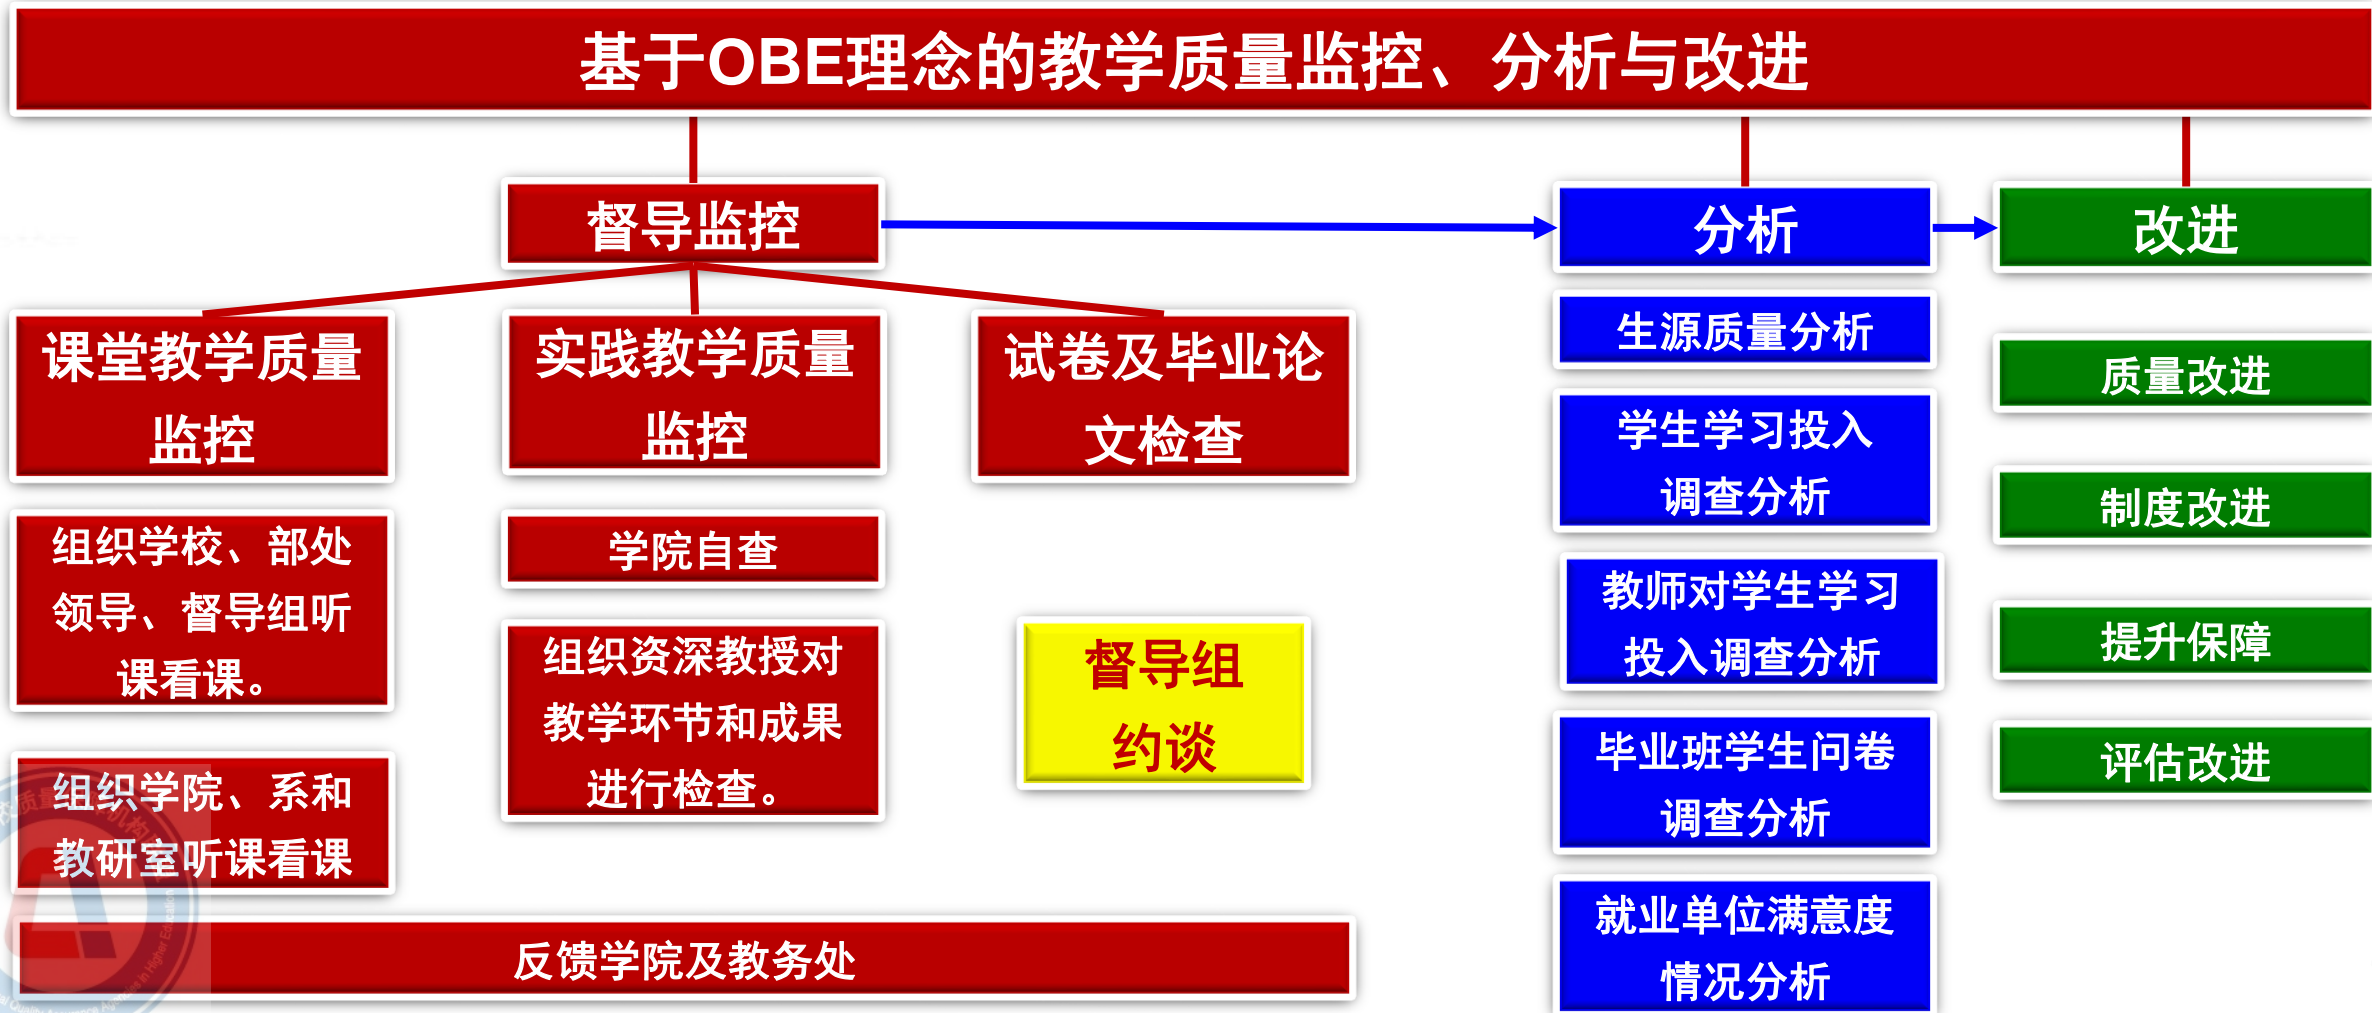 基于OBE理念的教学质量监控、分析与改进
督导监控
分析
改进
课堂教学质量
监控
实践教学质量
监控
试卷及毕业论
文检查
组织学校、部处
领导、督导组听
课看课。
组织学院、系和
教研室听课看课
学院自查
组织资深教授对
教学环节和成果
进行检查。
督导组
约谈
反馈学院及教务处
生源质量分析
学生学习投入
调查分析
教师对学生学习
投入调查分析
毕业班学生问卷
调查分析
就业单位满意度
情况分析
质量改进
制度改进
提升保障
评估改进